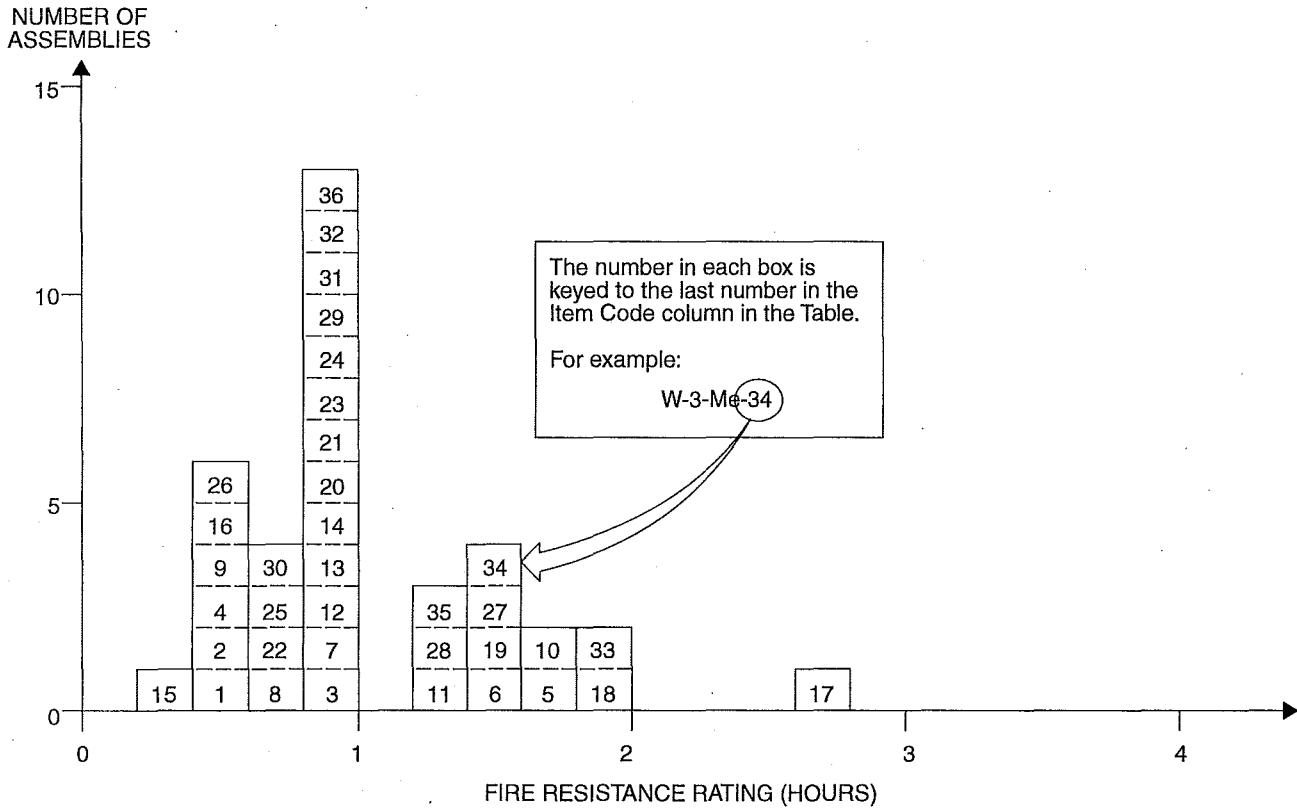 NUMBER OF
ASSEMBLIES
15
10
5
0
36
32
31
29
24
23
21
26 20
16 14
9 30 13 34
4 25 12 35 27
2 22 7 28 19 10 33
15 1 8 3 11 6 5 18 17
The number in each box is
keyed to the last number in the
Item Code column in the Table.
For example:
W-3-Me-34
0 1 2 3 4
FIRE RESISTANCE RATING (HOURS)